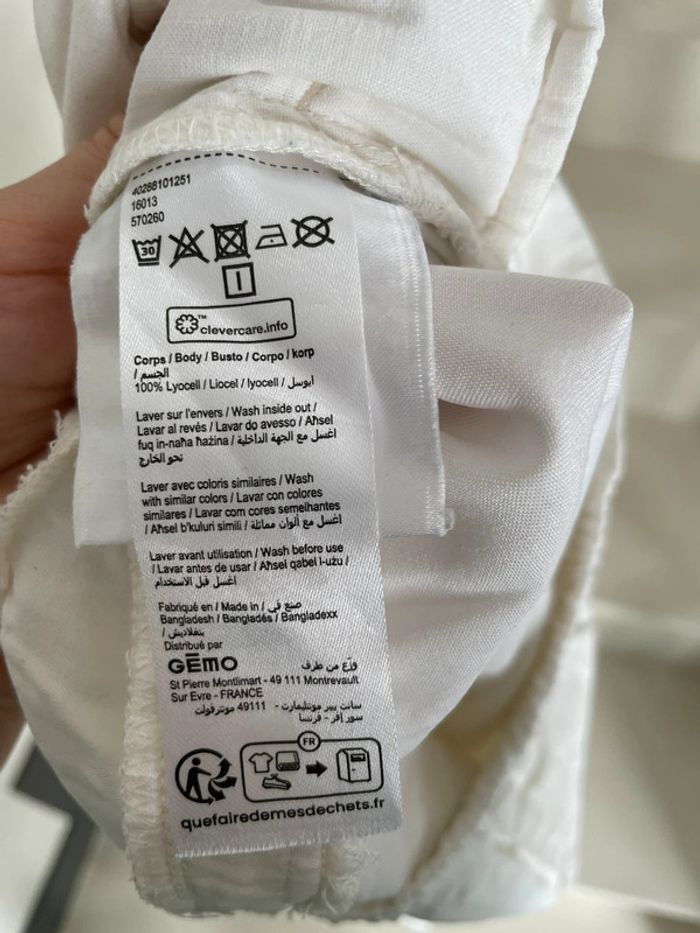 40288101251
16013
570260
30
clevercare.info
TM
Corps / Body / Busto / Corpo / korp
/ الجسم
100% Lyocell / Liocel / lyocell / ليوسل
Laver sur l'envers / Wash inside out /
Lavar al revés / Lavar do avesso / Aħsel
fuq in-naħa ħażina / اغسل مع الجهة الداخلية
نحو الخارج
Laver avec coloris similaires / Wash
with similar colors / Lavar con colores
similares / Lavar com cores semelhantes
/ Aħsel b'kuluri simili / اغسل مع ألوان مماثلة
Laver avant utilisation / Wash before use
/ Lavar antes de usar / Aħsel qabel l-użu /
اغسل قبل الاستخدام
Fabriqué en / Made in / صنع في
Bangladesh / Bangladés / Bangladexx
/ بنغلاديش
Distribué par
GĒMO وزّع من طرف
St Pierre Montlimart - 49 111 Montrevault
Sur Evre - FRANCE
سانت بيير مونتليمارت - 49111 مونترفولت
سور إفر - فرنسا
FR
quefairedemesdechets.fr